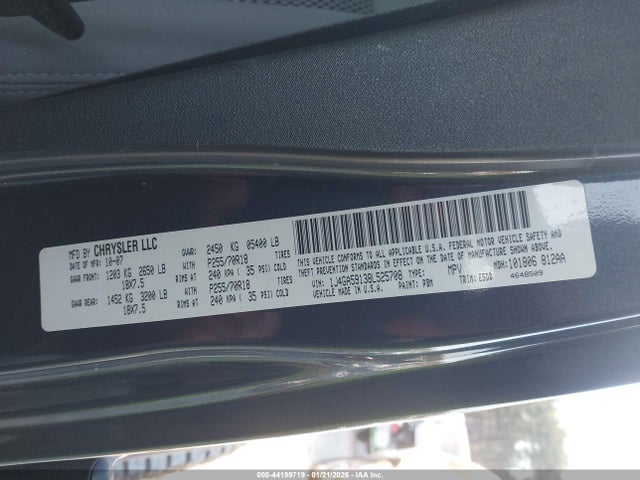 MFD BY CHRYSLER LLC
DATE OF MFR: 10-07 GVWR: 2450 KG 05400 LB
GAWR FRONT: 1203 KG 2650 LB WITH P255/70R18 TIRES
18X7.5 RIMS AT 240 KPA ( 35 PSI) COLD
GAWR REAR: 1452 KG 3200 LB WITH P255/70R18 TIRES
18X7.5 RIMS AT 240 KPA ( 35 PSI) COLD
THIS VEHICLE CONFORMS TO ALL APPLICABLE U.S.A. FEDERAL MOTOR VEHICLE SAFETY,
BUMPER, AND THEFT PREVENTION STANDARDS IN EFFECT ON THE DATE OF MANUFACTURE SHOWN ABOVE.
VIN: 1J4GA59138L525708 TYPE: MPV MDH: 101806 812AA
VEHICLE MADE IN U.S.A. PAINT: PBM TRIM: E5DB 4648509
000-44199719 | 01/21/2026 - IAA. Licensed